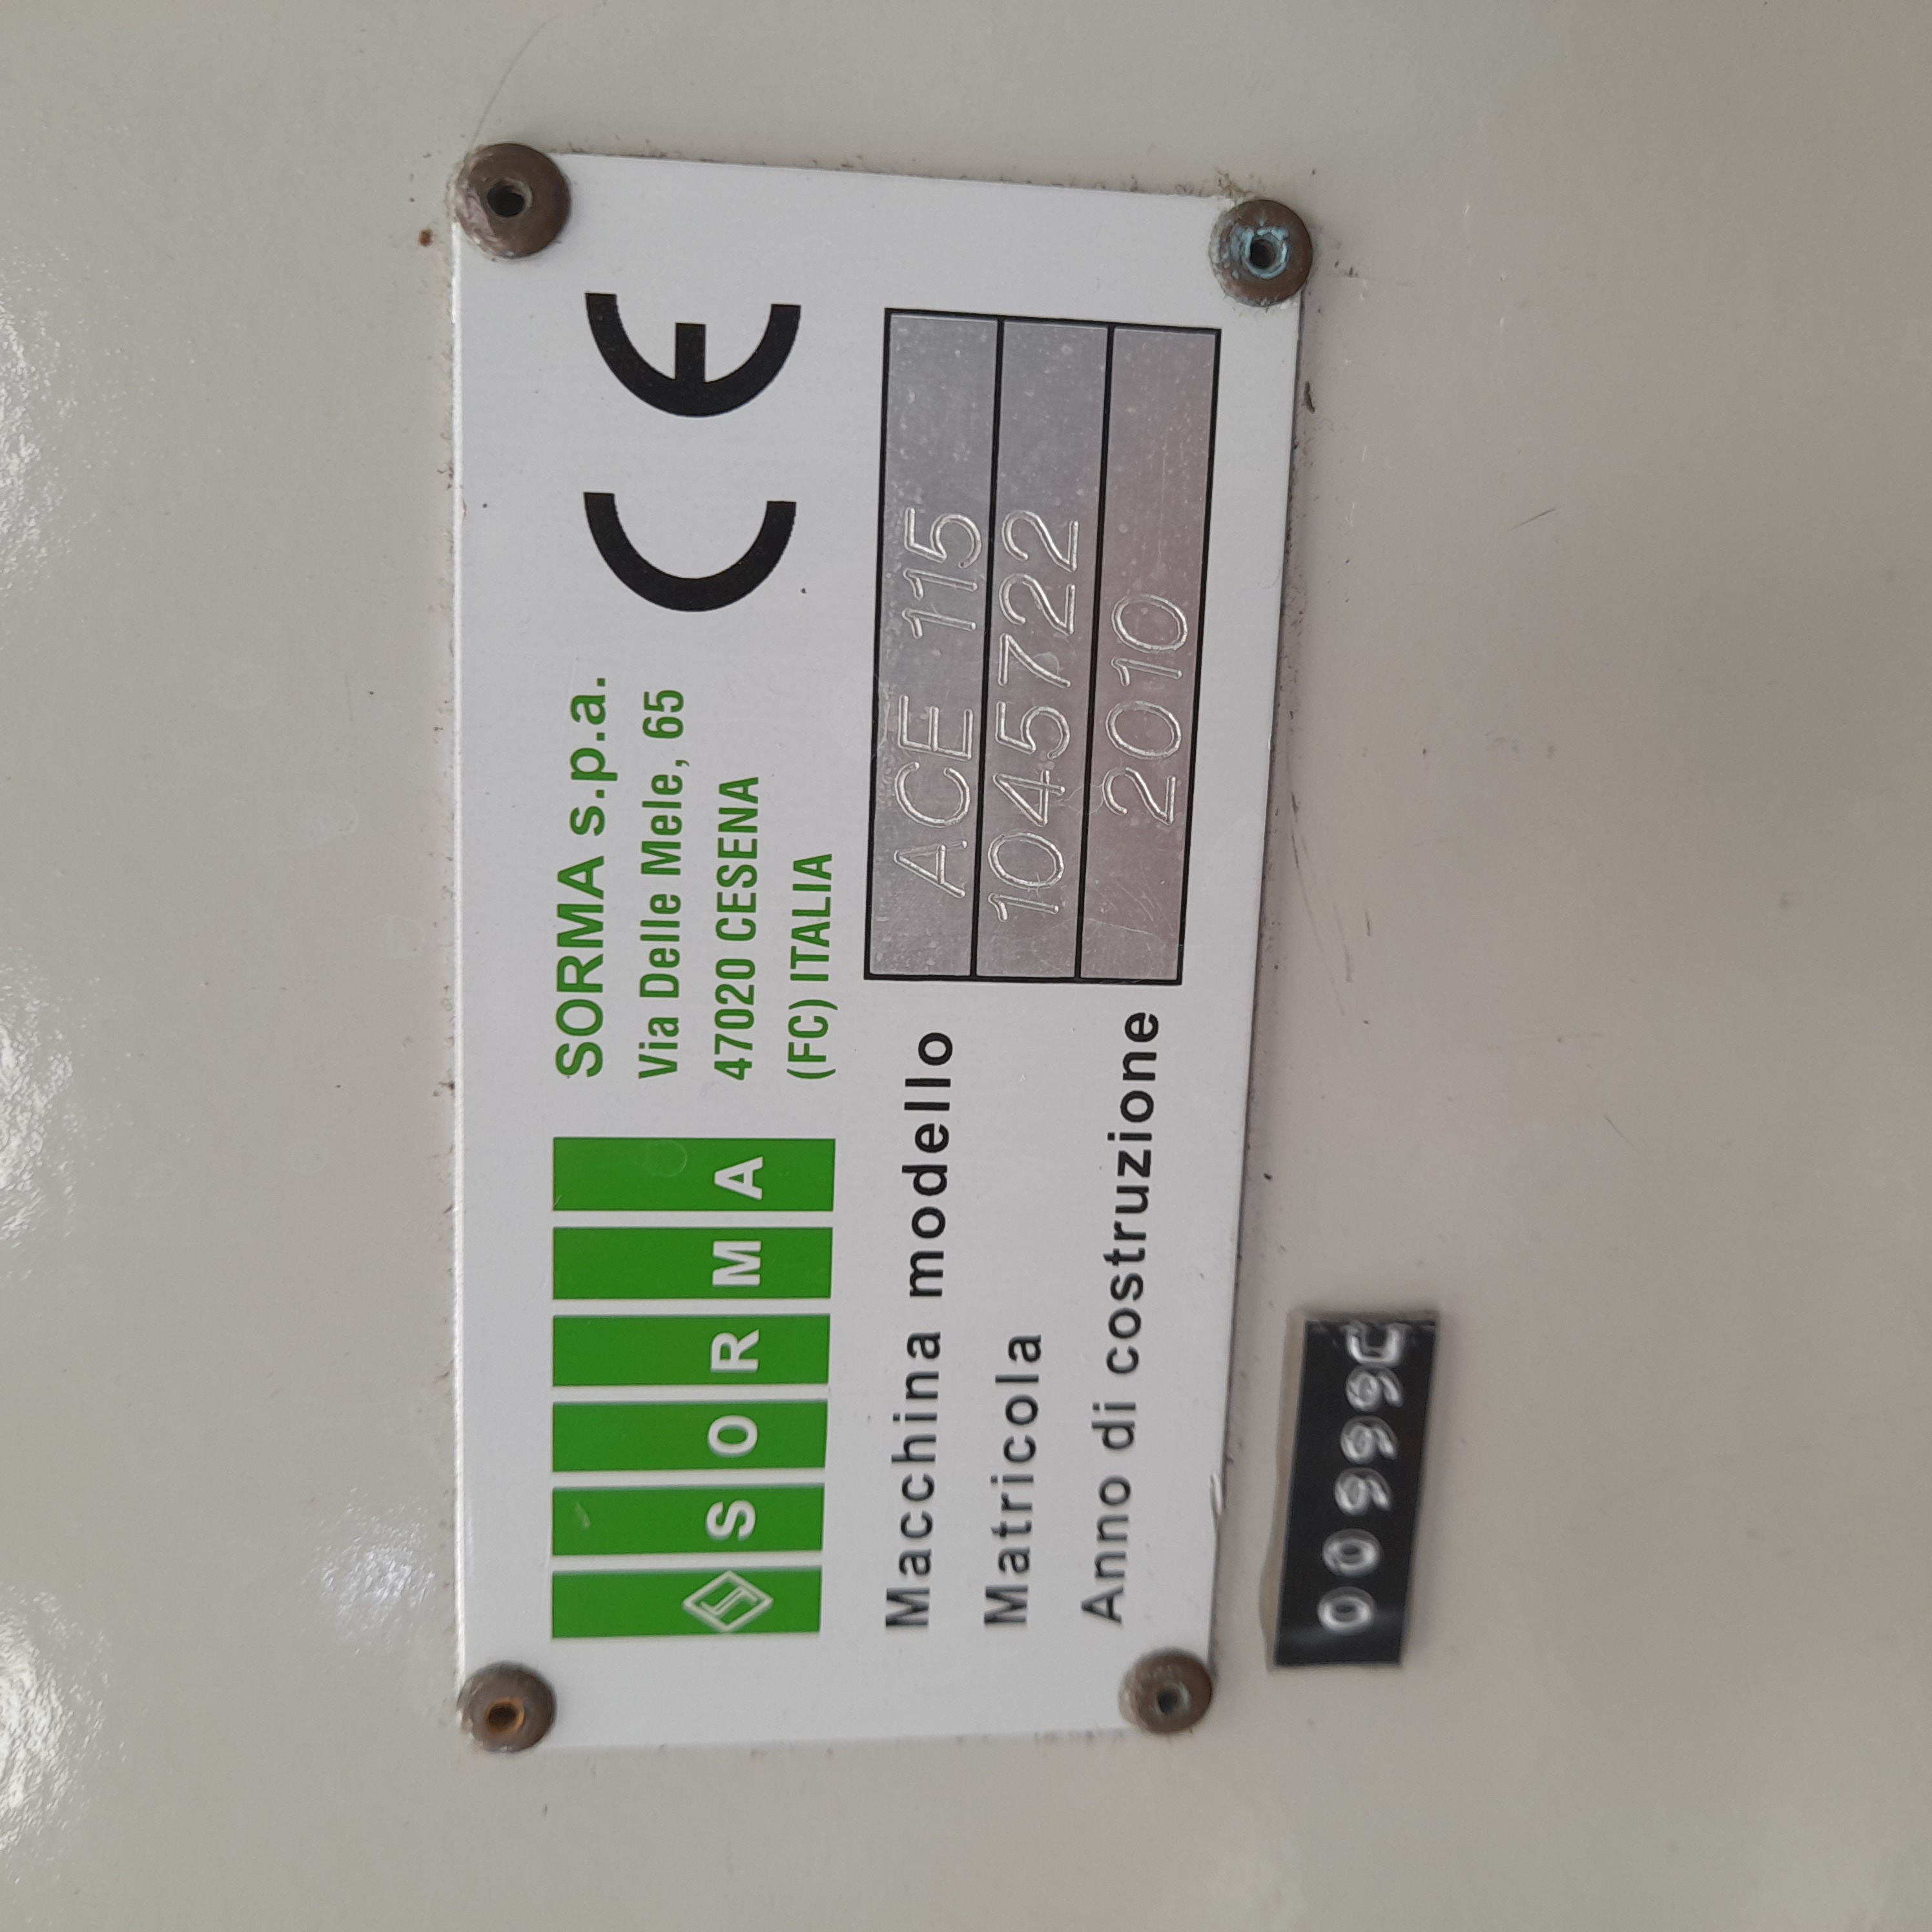 SORMA
SORMA s.p.a.
Via Delle Mele, 65
47020 CESENA
(FC) ITALIA
CE
Macchina modello ACE 115
Matricola 1045722
Anno di costruzione 2010